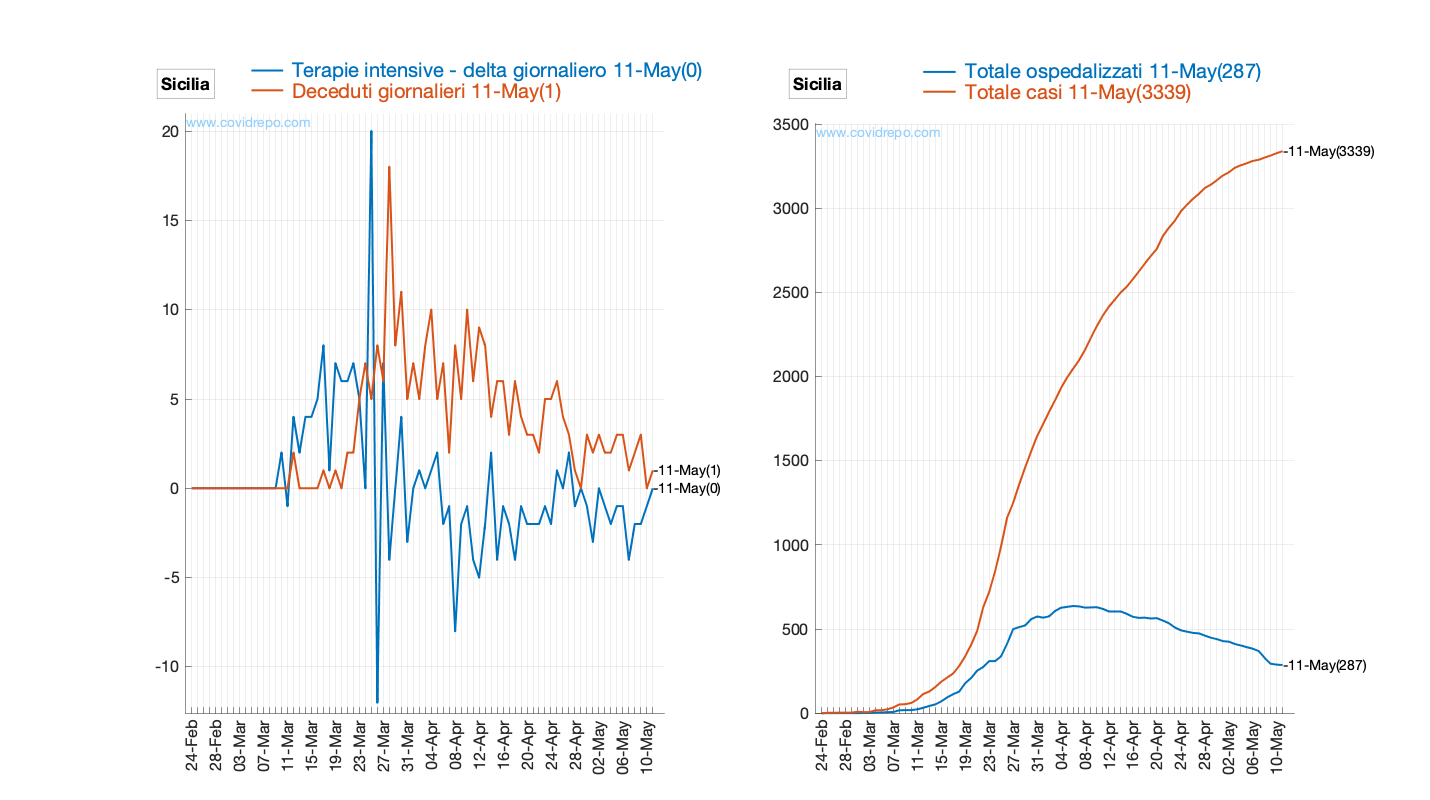 Sicilia
Terapie intensive - delta giornaliero 11-May(0)
Deceduti giornalieri 11-May(1)
www.covidrepo.com
20
15
10
5
0
-5
-10
-11-May(1)
-11-May(0)
24-Feb
28-Feb
03-Mar
07-Mar
11-Mar
15-Mar
19-Mar
23-Mar
27-Mar
31-Mar
04-Apr
08-Apr
12-Apr
16-Apr
20-Apr
24-Apr
28-Apr
02-May
06-May
10-May
Sicilia
Totale ospedalizzati 11-May(287)
Totale casi 11-May(3339)
www.covidrepo.com
3500
3000
2500
2000
1500
1000
500
0
-11-May(3339)
-11-May(287)
24-Feb
28-Feb
03-Mar
07-Mar
11-Mar
15-Mar
19-Mar
23-Mar
27-Mar
31-Mar
04-Apr
08-Apr
12-Apr
16-Apr
20-Apr
24-Apr
28-Apr
02-May
06-May
10-May